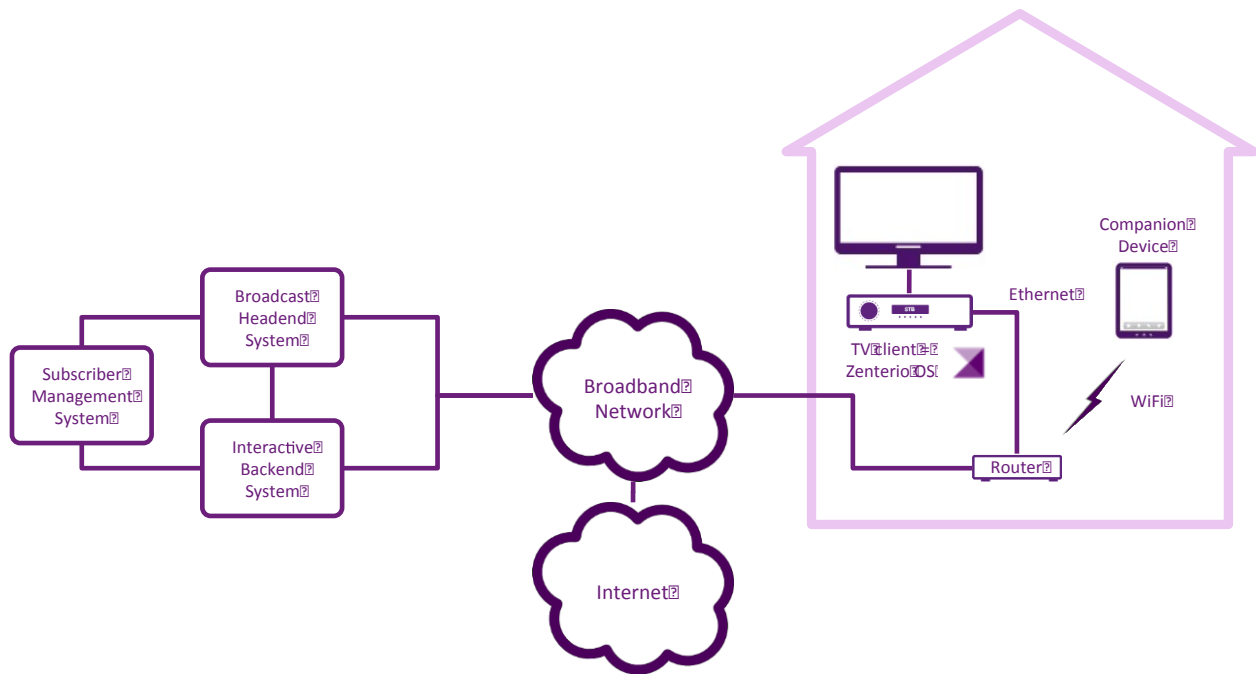 Broadcast
Headend
System
Subscriber
Management
System
Interactive
Backend
System
Broadband
Network
Internet
STB
TV client =
Zenterio OS
Ethernet
Companion
Device
WiFi
Router